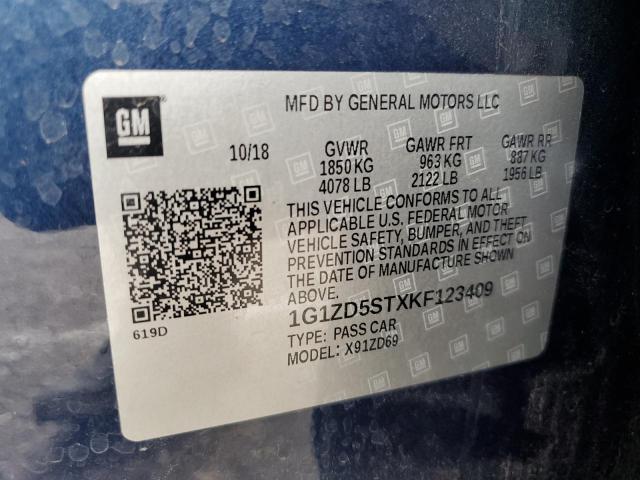 GM
MFD BY GENERAL MOTORS LLC
10/18 GVWR GAWR FRT GAWR RR
1850 KG 963 KG 887 KG
4078 LB 2122 LB 1956 LB
THIS VEHICLE CONFORMS TO ALL
APPLICABLE U.S. FEDERAL MOTOR
VEHICLE SAFETY, BUMPER, AND THEFT
PREVENTION STANDARDS IN EFFECT ON
THE DATE OF MANUFACTURE SHOWN
ABOVE.
1G1ZD5STXKF123409
TYPE: PASS CAR
MODEL: X91ZD69
619D